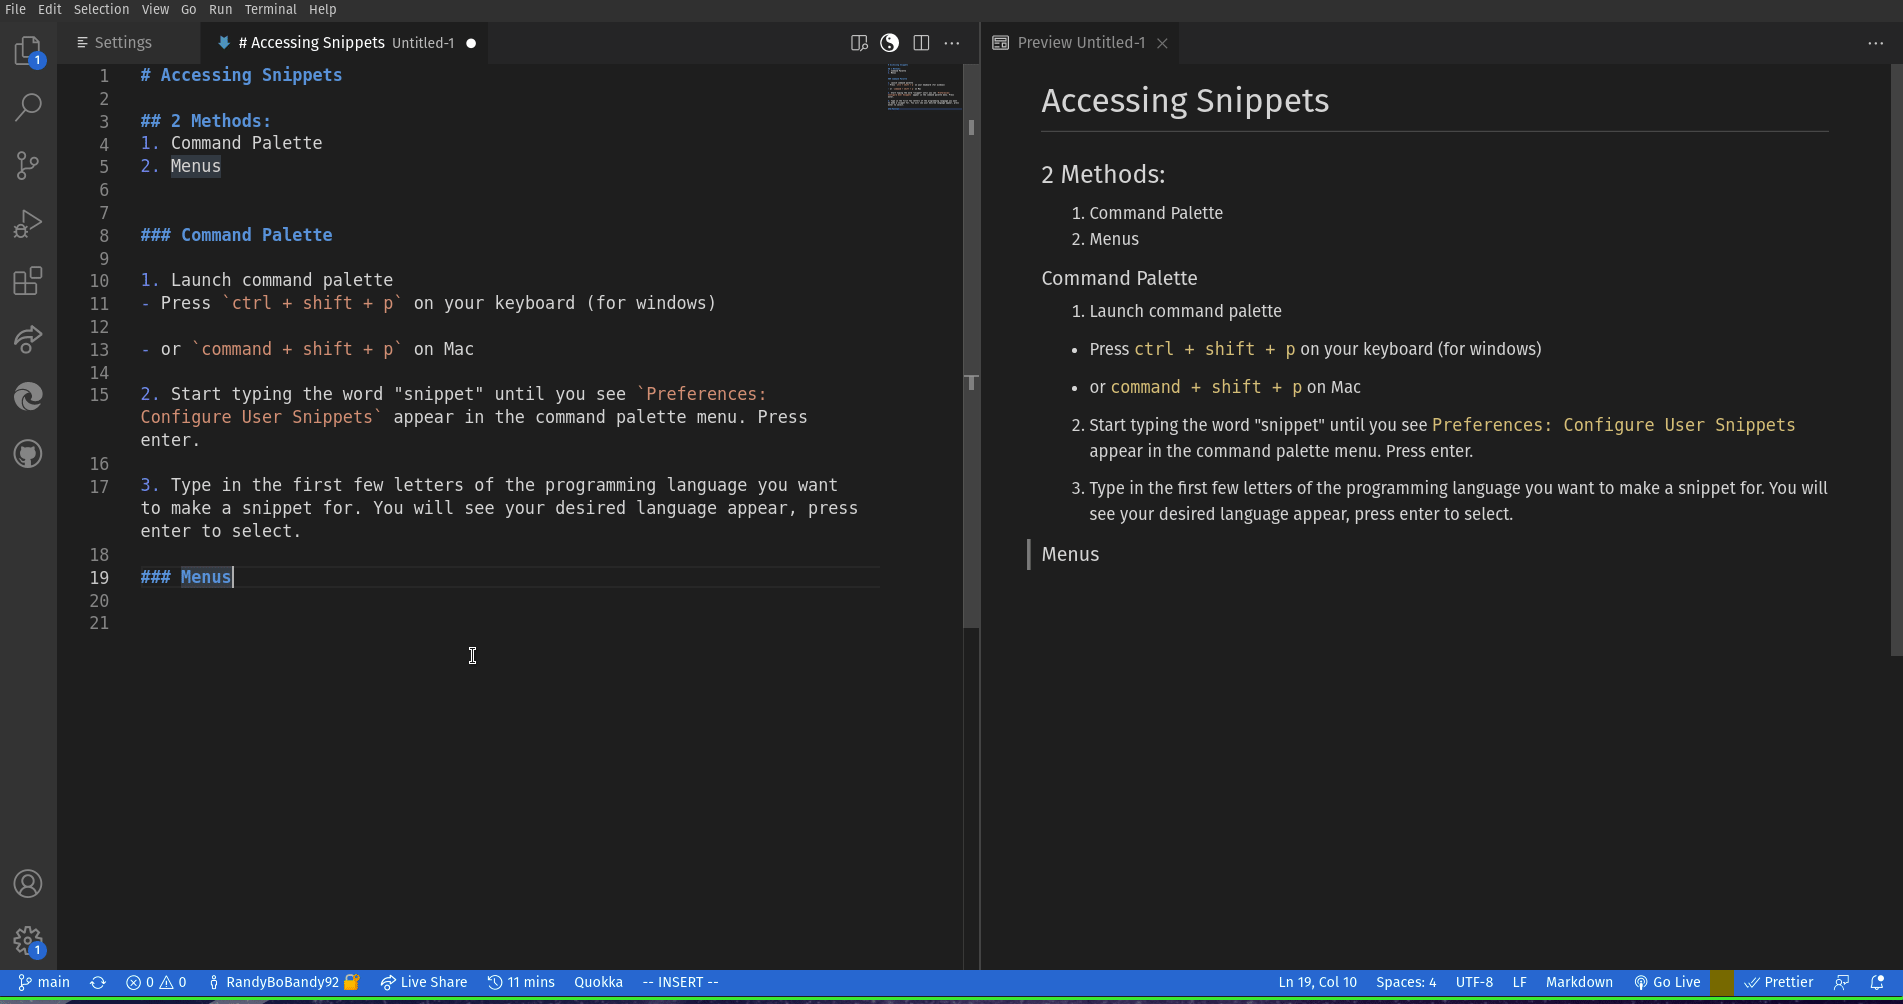 File Edit Selection View Go Run Terminal Help
Settings
# Accessing Snippets Untitled-1
Preview Untitled-1
1 # Accessing Snippets
2
3 ## 2 Methods:
4 1. Command Palette
5 2. Menus
6
7
8 ### Command Palette
9
10 1. Launch command palette
11 - Press `ctrl + shift + p` on your keyboard (for windows)
12
13 - or `command + shift + p` on Mac
14
15 2. Start typing the word "snippet" until you see `Preferences:
Configure User Snippets` appear in the command palette menu. Press
enter.
16
17 3. Type in the first few letters of the programming language you want
to make a snippet for. You will see your desired language appear, press
enter to select.
18
19 ### Menus
20
21
Accessing Snippets
2 Methods:
1. Command Palette
2. Menus
Command Palette
1. Launch command palette
• Press ctrl + shift + p on your keyboard (for windows)
• or command + shift + p on Mac
2. Start typing the word "snippet" until you see Preferences: Configure User Snippets
appear in the command palette menu. Press enter.
3. Type in the first few letters of the programming language you want to make a snippet for. You will
see your desired language appear, press enter to select.
Menus
1
1
main 0 0 RandyBoBandy92 Live Share 11 mins Quokka -- INSERT -- Ln 19, Col 10 Spaces: 4 UTF-8 LF Markdown Go Live Prettier